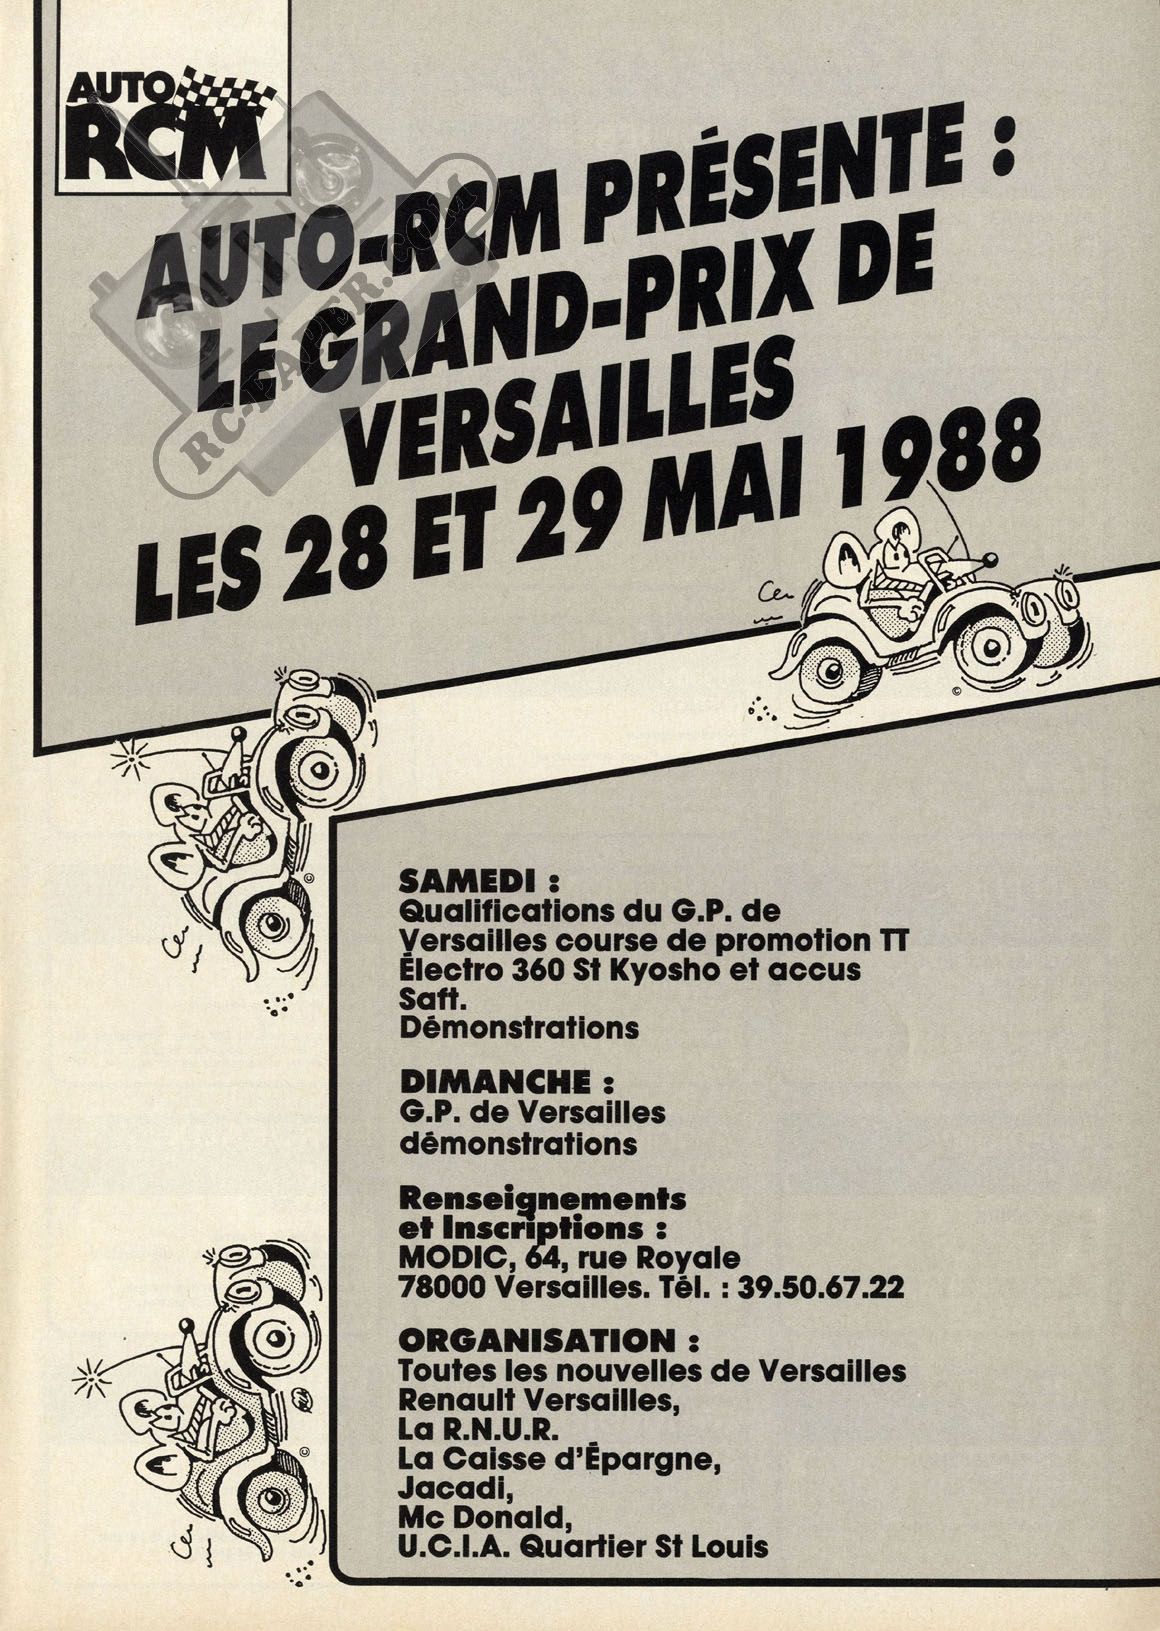 AUTO
RCM
AUTO-RCM PRÉSENTE :
LE GRAND-PRIX DE
VERSAILLES
LES 28 ET 29 MAI 1988
RC-PAPER.COM
SAMEDI :
Qualifications du G.P. de
Versailles course de promotion TT
Électro 360 St Kyosho et accus
Saft.
Démonstrations
DIMANCHE :
G.P. de Versailles
démonstrations
Renseignements
et Inscriptions :
MODIC, 64, rue Royale
78000 Versailles. Tél. : 39.50.67.22
ORGANISATION :
Toutes les nouvelles de Versailles
Renault Versailles,
La R.N.U.R.
La Caisse d'Épargne,
Jacadi,
Mc Donald,
U.C.I.A. Quartier St Louis
©
©
©